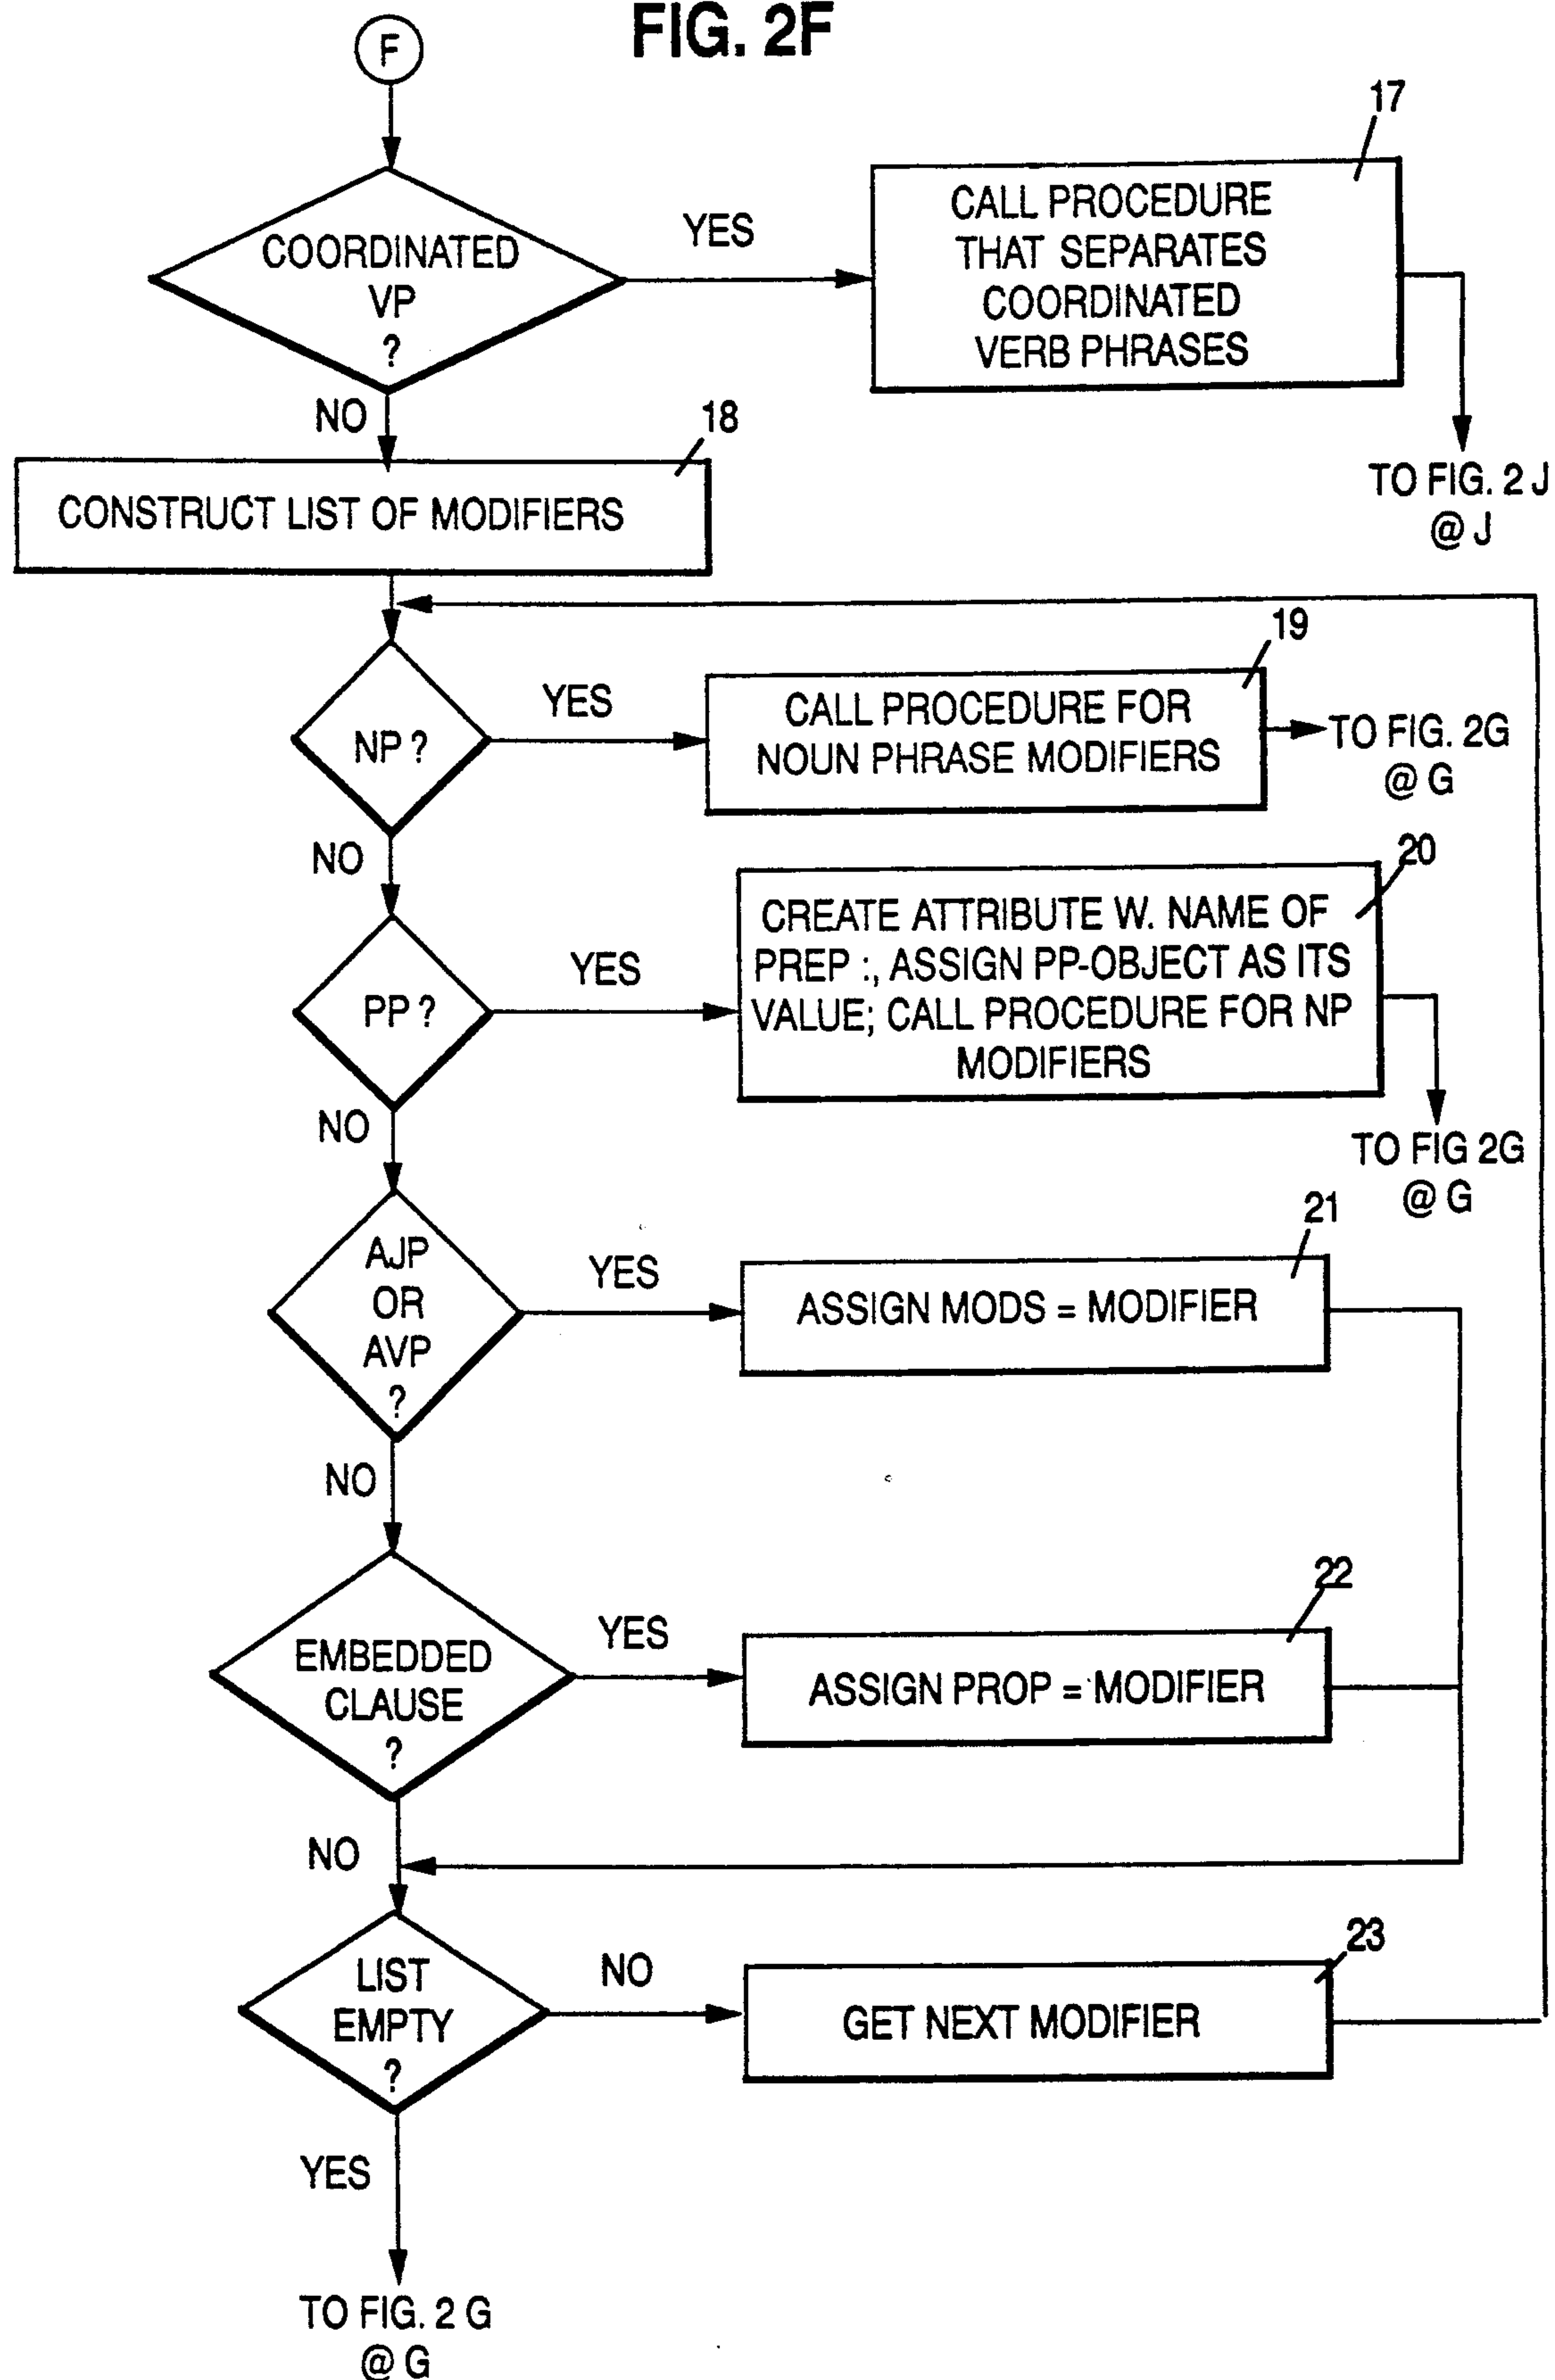 FIG. 2F
F
17
COORDINATED
VP
?
YES
CALL PROCEDURE
THAT SEPARATES
COORDINATED
VERB PHRASES
NO
TO FIG. 2 J
@ J
18
CONSTRUCT LIST OF MODIFIERS
19
NP ?
YES
CALL PROCEDURE FOR
NOUN PHRASE MODIFIERS
TO FIG. 2G
@ G
NO
20
PP ?
YES
CREATE ATTRIBUTE W. NAME OF
PREP :, ASSIGN PP-OBJECT AS ITS
VALUE; CALL PROCEDURE FOR NP
MODIFIERS
NO
TO FIG 2G
@ G
21
AJP
OR
AVP
?
YES
ASSIGN MODS = MODIFIER
NO
22
EMBEDDED
CLAUSE
?
YES
ASSIGN PROP = MODIFIER
NO
23
LIST
EMPTY
?
NO
GET NEXT MODIFIER
YES
TO FIG. 2 G
@ G